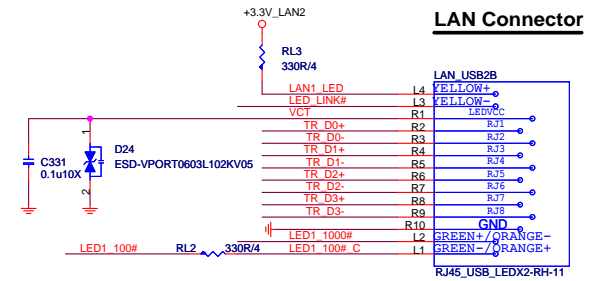 +3.3V_LAN2
LAN Connector
RL3
330R/4
LAN_USB2B
LAN1_LED L4 YELLOW+
LED_LINK# L3 YELLOW-
VCT R1 LEDVCC
TR_D0+ R2 RJ1
TR_D0- R3 RJ2
TR_D1+ R4 RJ3
TR_D1- R5 RJ4
TR_D2+ R6 RJ5
TR_D2- R7 RJ6
TR_D3+ R8 RJ7
TR_D3- R9 RJ8
R10 GND
LED1_1000# L2 GREEN+/ORANGE-
LED1_100# RL2 330R/4 LED1_100#_C L1 GREEN-/ORANGE+
RJ45_USB_LEDX2-RH-11
1
D24
ESD-VPORT0603L102KV05
2
C331
0.1u10X